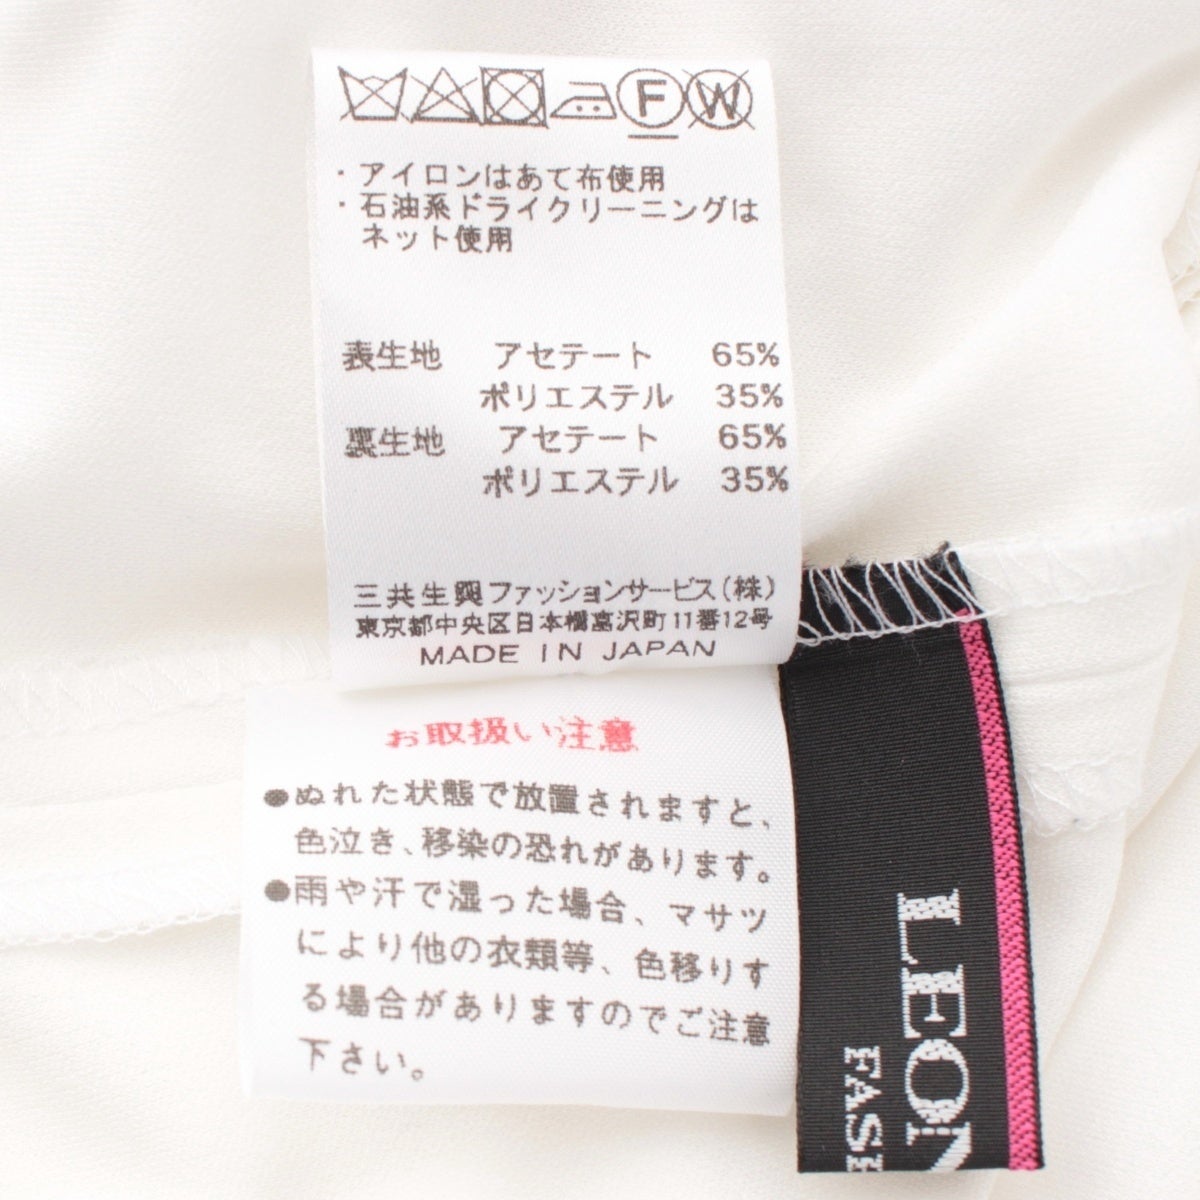 F W
・アイロンはあて布使用
・石油系ドライクリーニングは
ネット使用
表生地 アセテート 65%
ポリエステル 35%
裏生地 アセテート 65%
ポリエステル 35%
三共生興ファッションサービス(株)
東京都中央区日本橋富沢町11番12号
MADE IN JAPAN
お取扱い注意
●ぬれた状態で放置されますと、
色泣き、移染の恐れがあります。
●雨や汗で湿った場合、マサツ
により他の衣類等、色移りす
る場合がありますのでご注意
下さい。
LEON
FASH